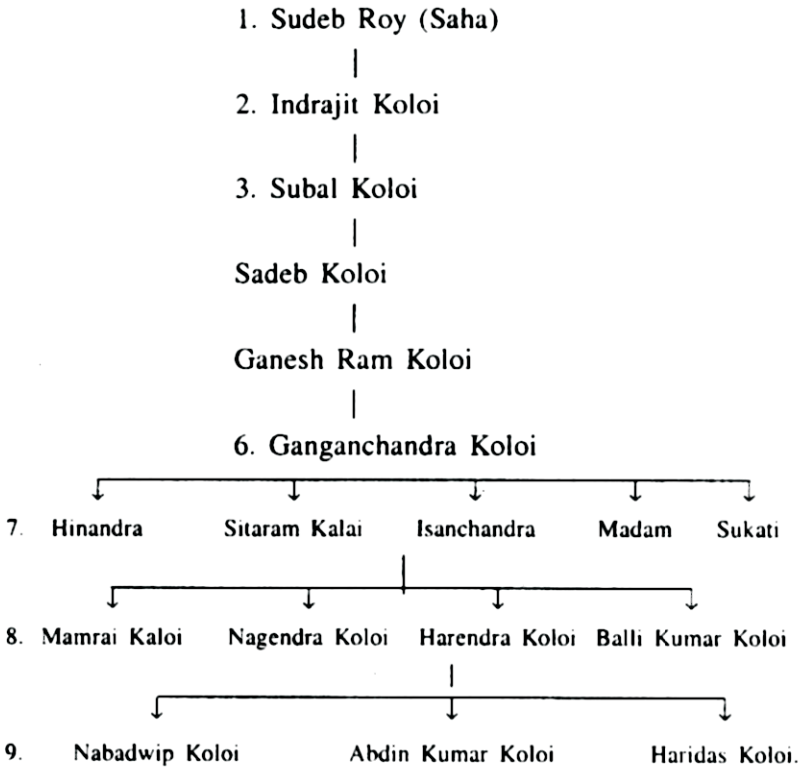 1. Sudeb Roy (Saha)
2. Indrajit Koloi
3. Subal Koloi
Sadeb Koloi
Ganesh Ram Koloi
6. Ganganchandra Koloi
7. Hinandra Sitaram Kalai Isanchandra Madam Sukati
8. Mamrai Kaloi Nagendra Koloi Harendra Koloi Balli Kumar Koloi
9. Nabadwip Koloi Abdin Kumar Koloi Haridas Koloi.